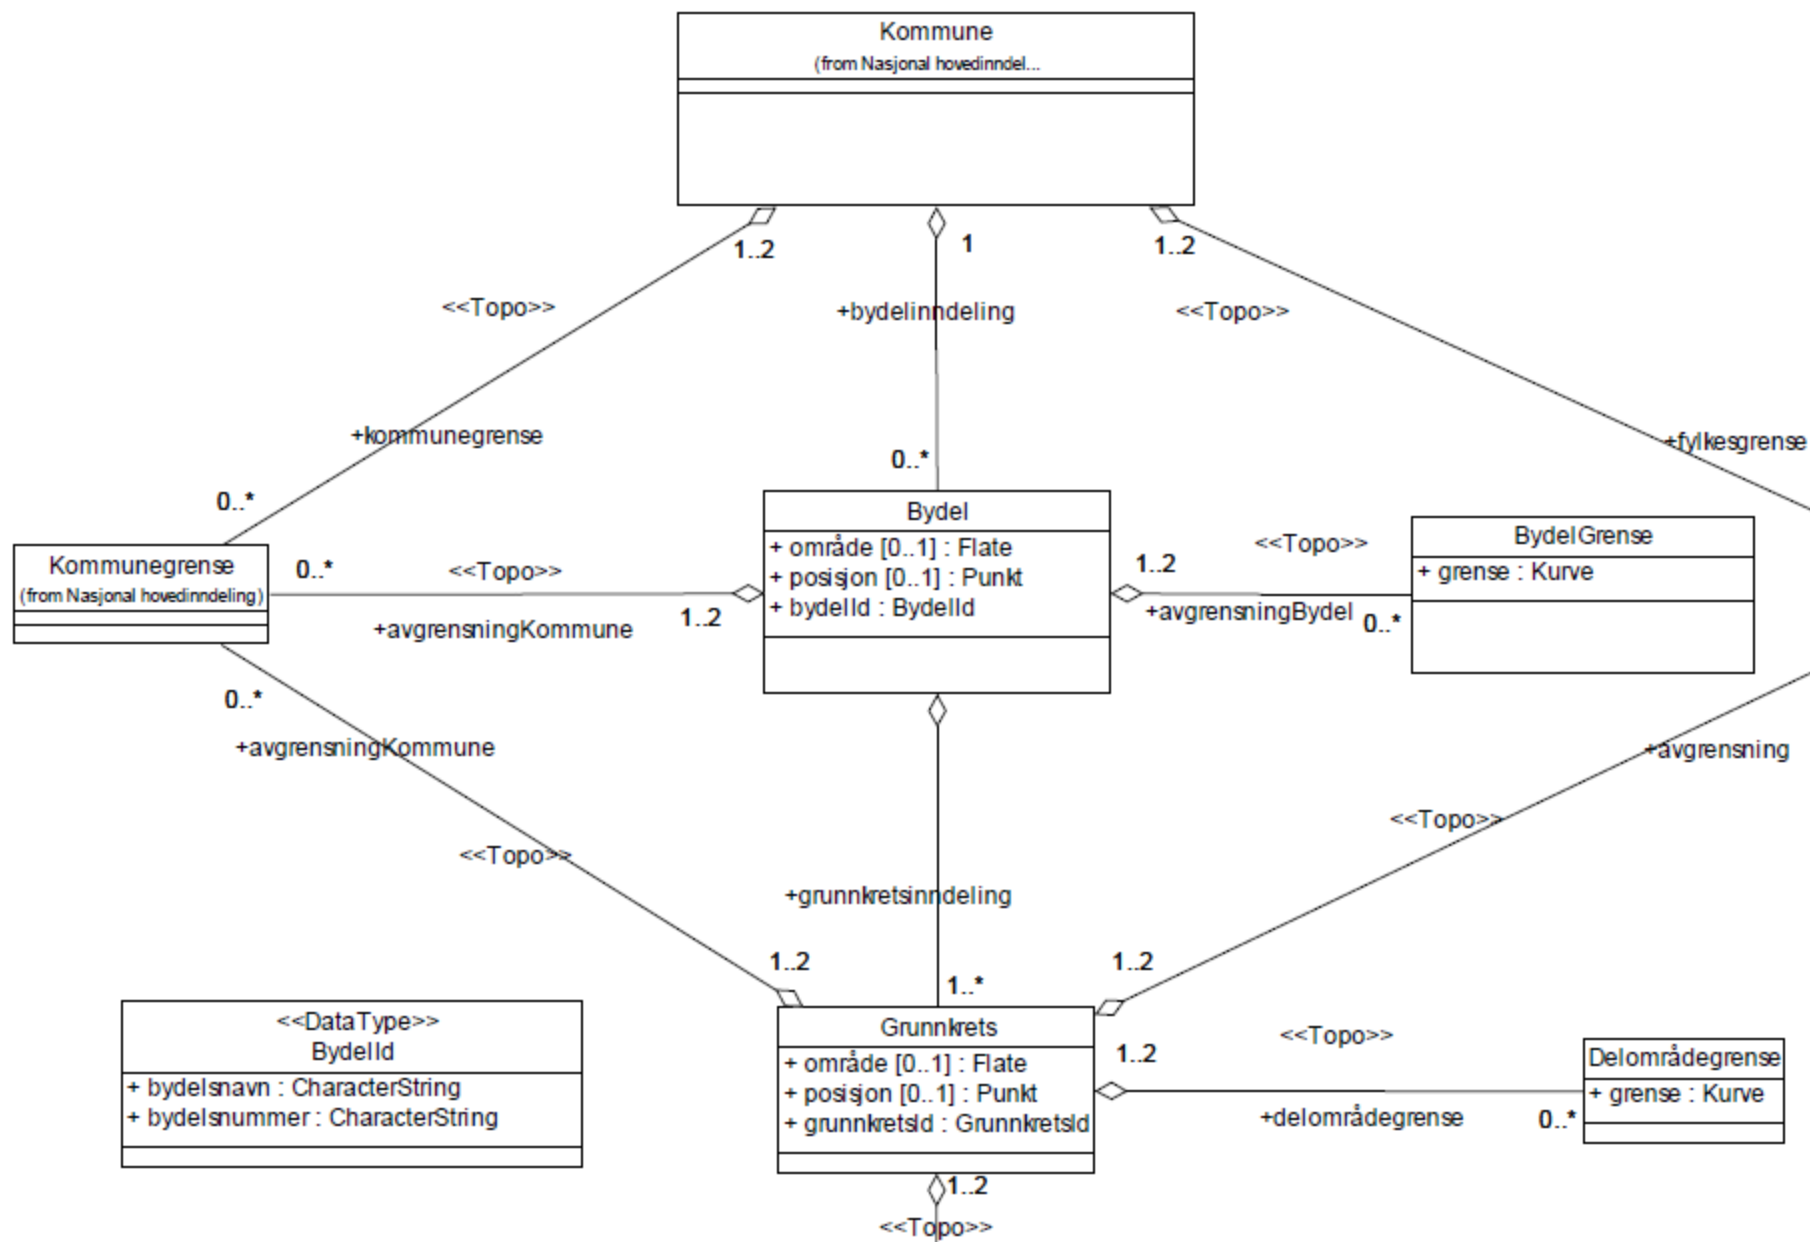 Kommune
(from Nasjonal hovedinndel...
1..2
1
1..2
<<Topo>>
+bydelinndeling
<<Topo>>
+kommunegrense
+fylkesgrense
0..*
0..*
Bydel
+ område [0..1] : Flate
+ posisjon [0..1] : Punkt
+ bydelId : BydelId
Kommunegrense
(from Nasjonal hovedinndeling)
0..*
<<Topo>>
1..2
+avgrensningKommune
1..2
<<Topo>>
+avgrensningBydel
0..*
BydelGrense
+ grense : Kurve
0..*
+avgrensningKommune
+avgrensning
<<Topo>>
<<Topo>>
+grunnkretsinndeling
1..2
1..2
1..*
<<DataType>>
BydelId
+ bydelsnavn : CharacterString
+ bydelsnummer : CharacterString
Grunnkrets
+ område [0..1] : Flate
+ posisjon [0..1] : Punkt
+ grunnkretsId : GrunnkretsId
<<Topo>>
1..2
+delområdegrense
0..*
Delområdegrense
+ grense : Kurve
1..2
<<Topo>>